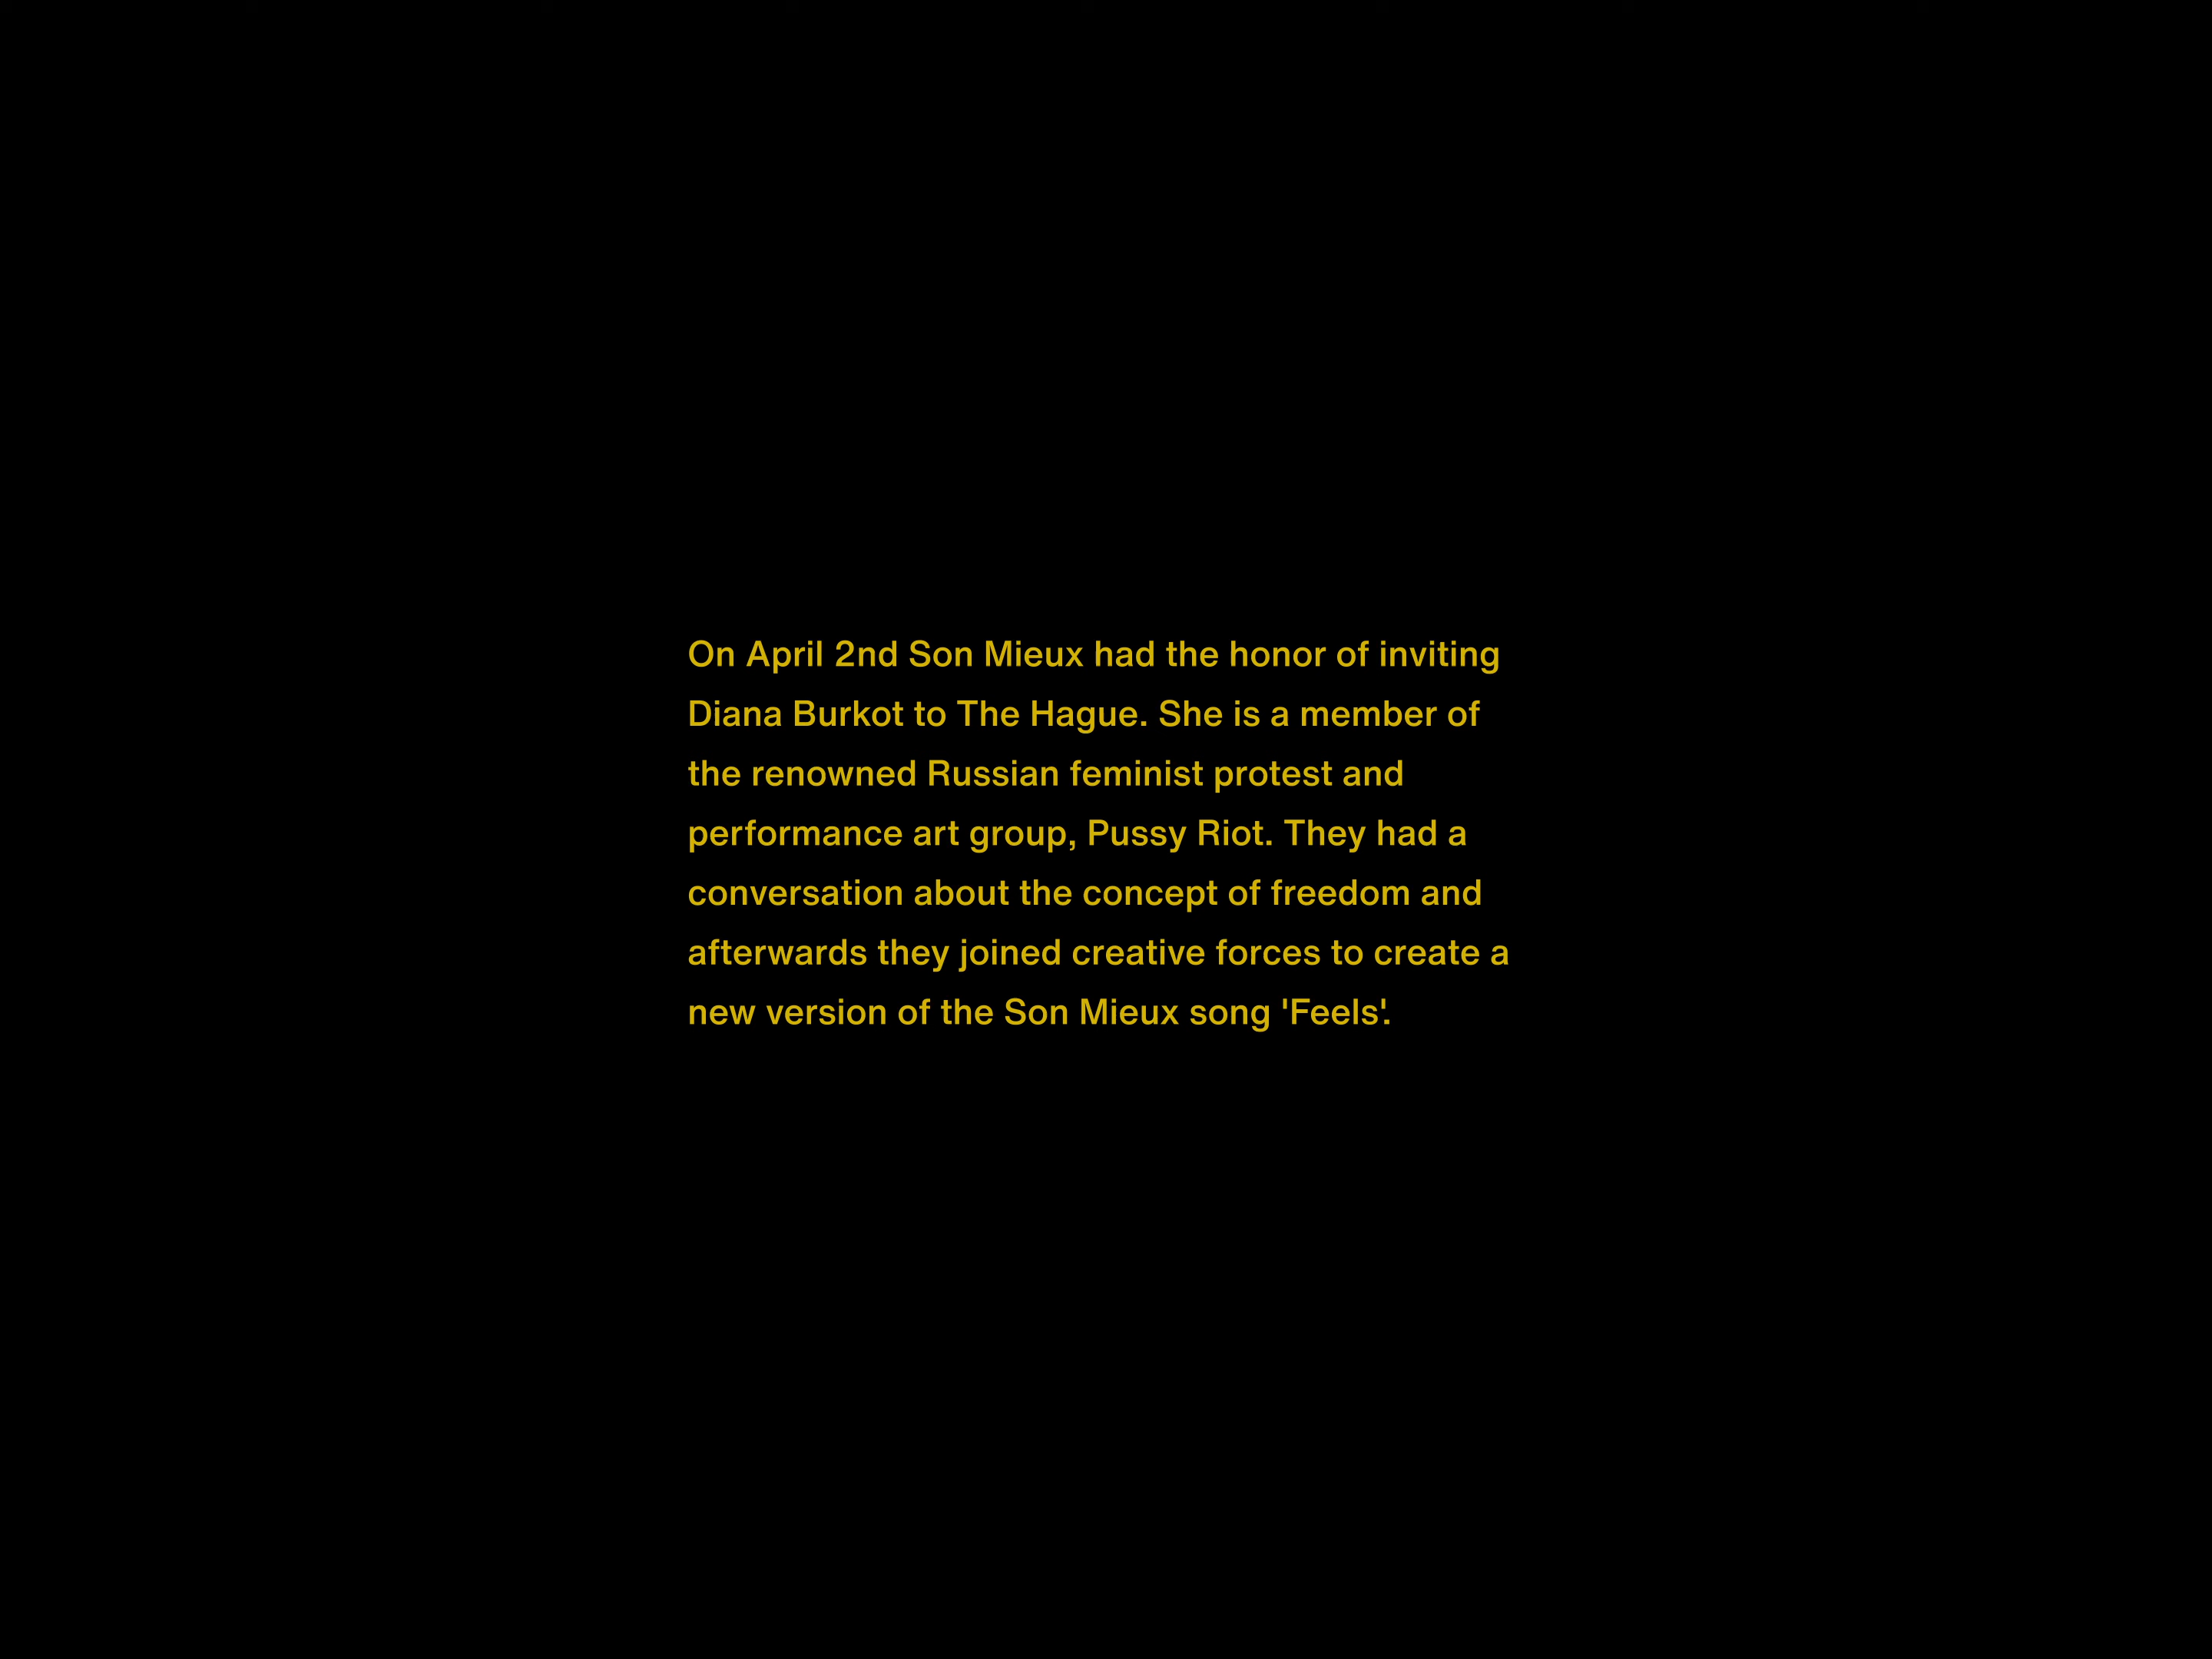 On April 2nd Son Mieux had the honor of inviting
Diana Burkot to The Hague. She is a member of
the renowned Russian feminist protest and
performance art group, Pussy Riot. They had a
conversation about the concept of freedom and
afterwards they joined creative forces to create a
new version of the Son Mieux song 'Feels'.